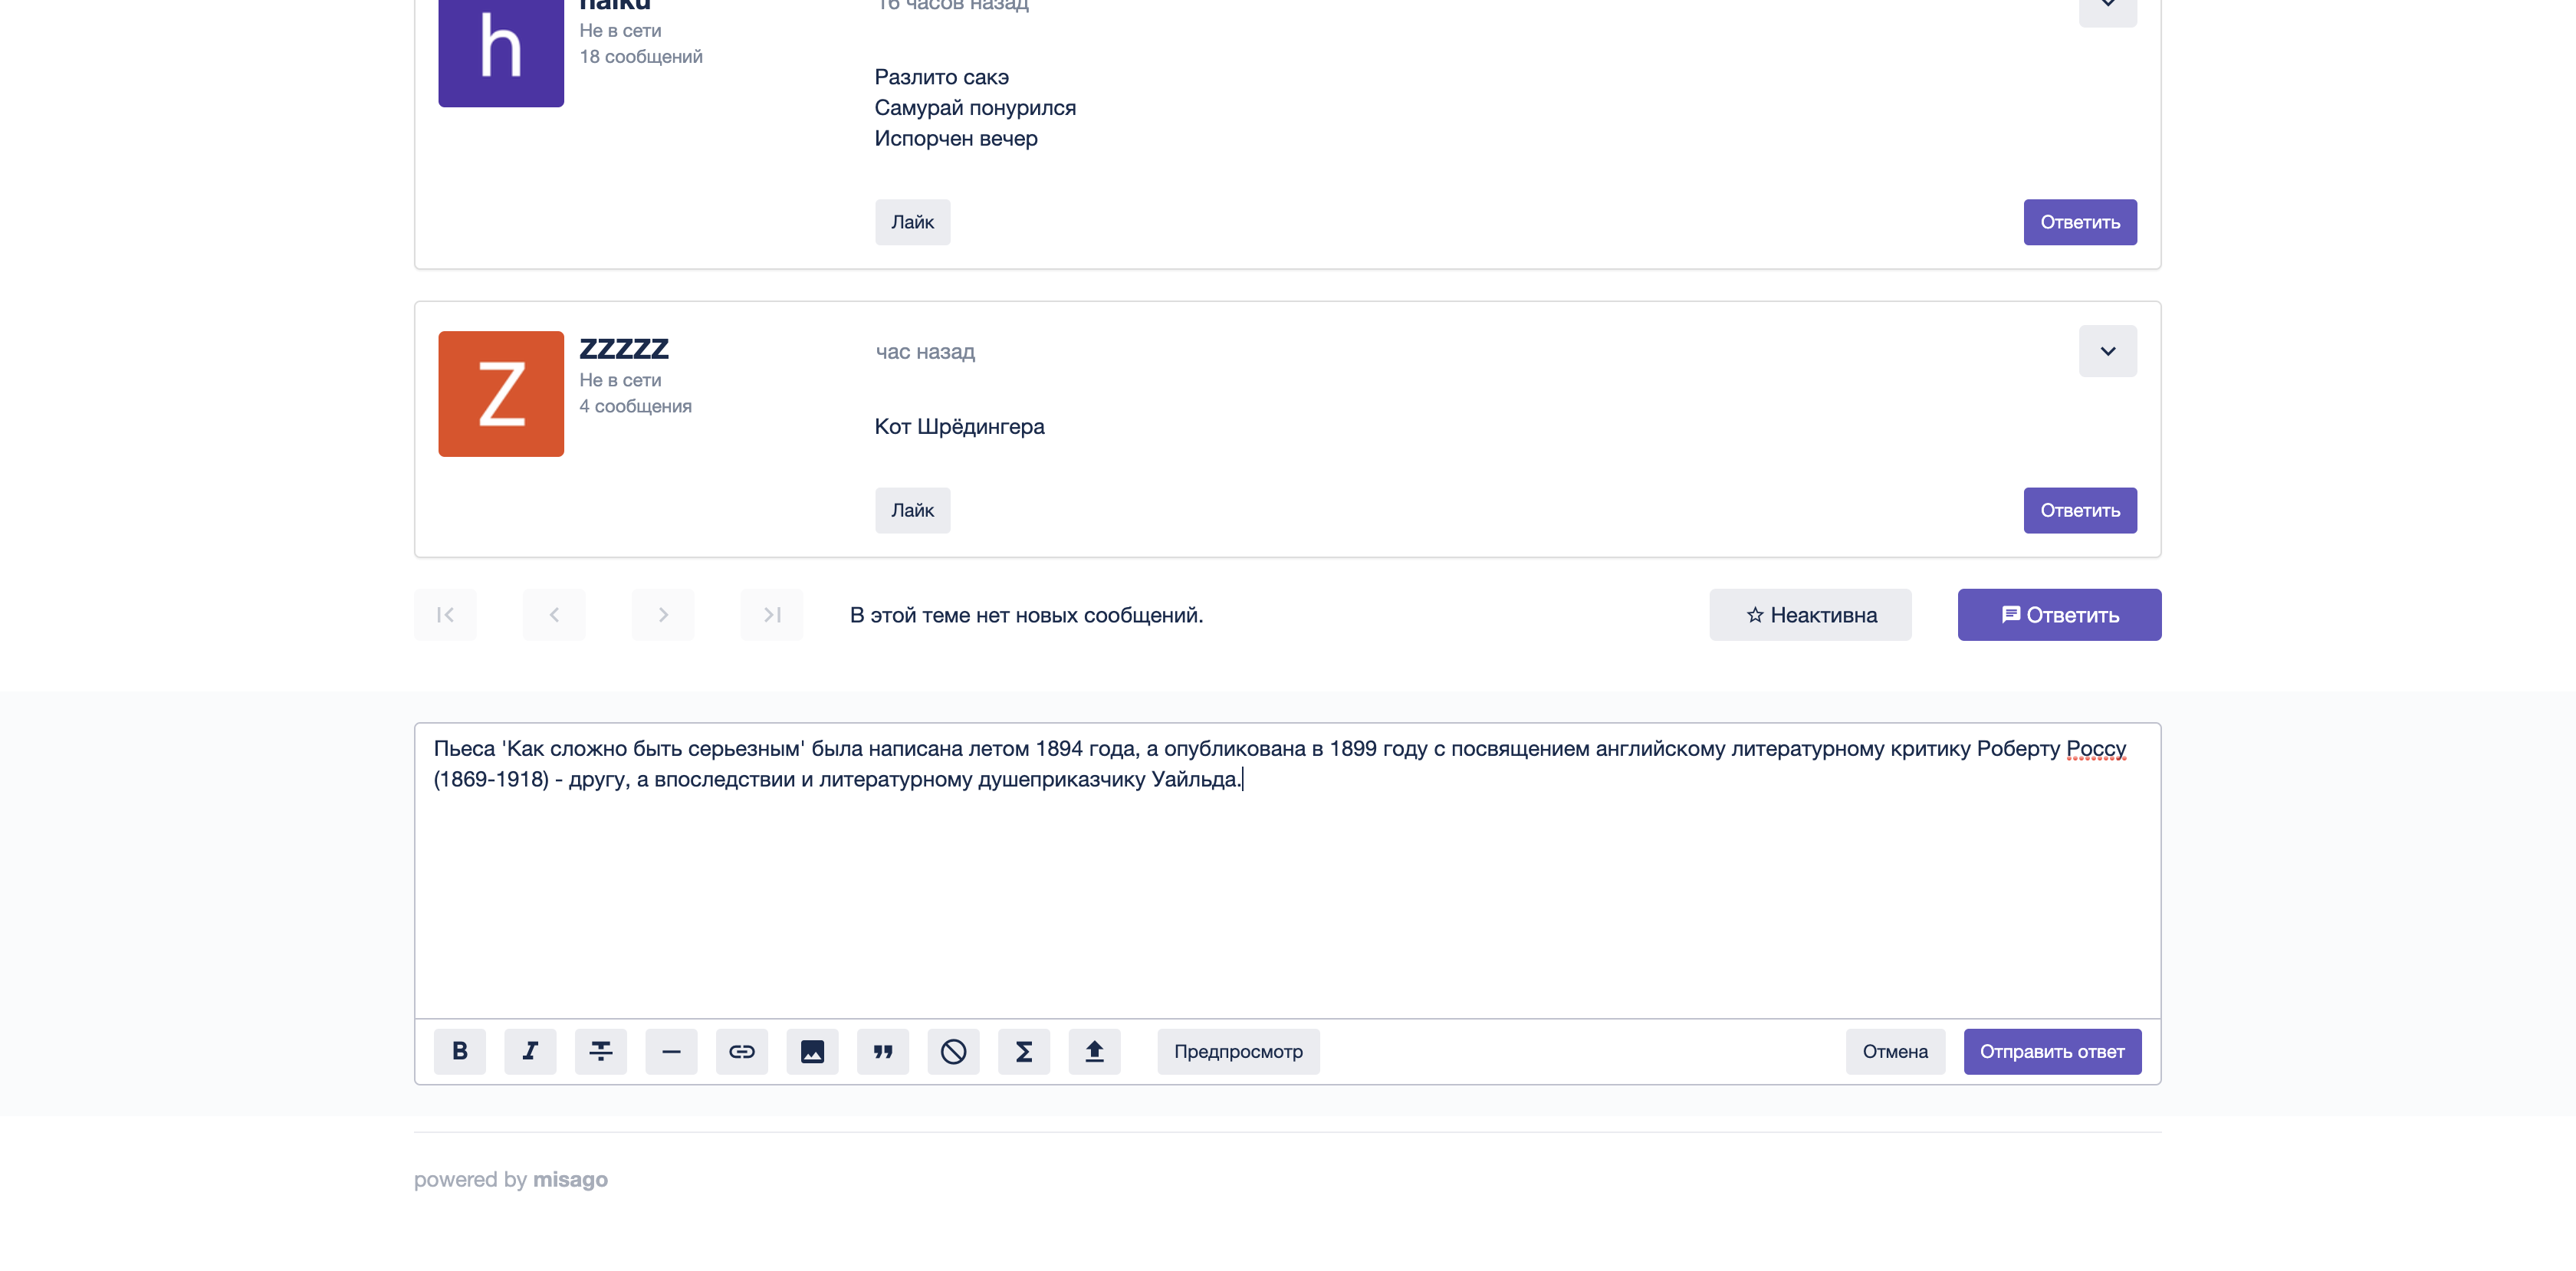 haiku
16 часов назад
h
Не в сети
18 сообщений
Разлито сакэ
Самурай понурился
Испорчен вечер
Лайк
Ответить
Z
zzzzz
час назад
Не в сети
4 сообщения
Кот Шрёдингера
Лайк
Ответить
В этой теме нет новых сообщений.
Неактивна
Ответить
Пьеса 'Как сложно быть серьезным' была написана летом 1894 года, а опубликована в 1899 году с посвящением английскому литературному критику Роберту Россу
(1869-1918) - другу, а впоследствии и литературному душеприказчику Уайльда.
Предпросмотр
Отмена
Отправить ответ
powered by misago